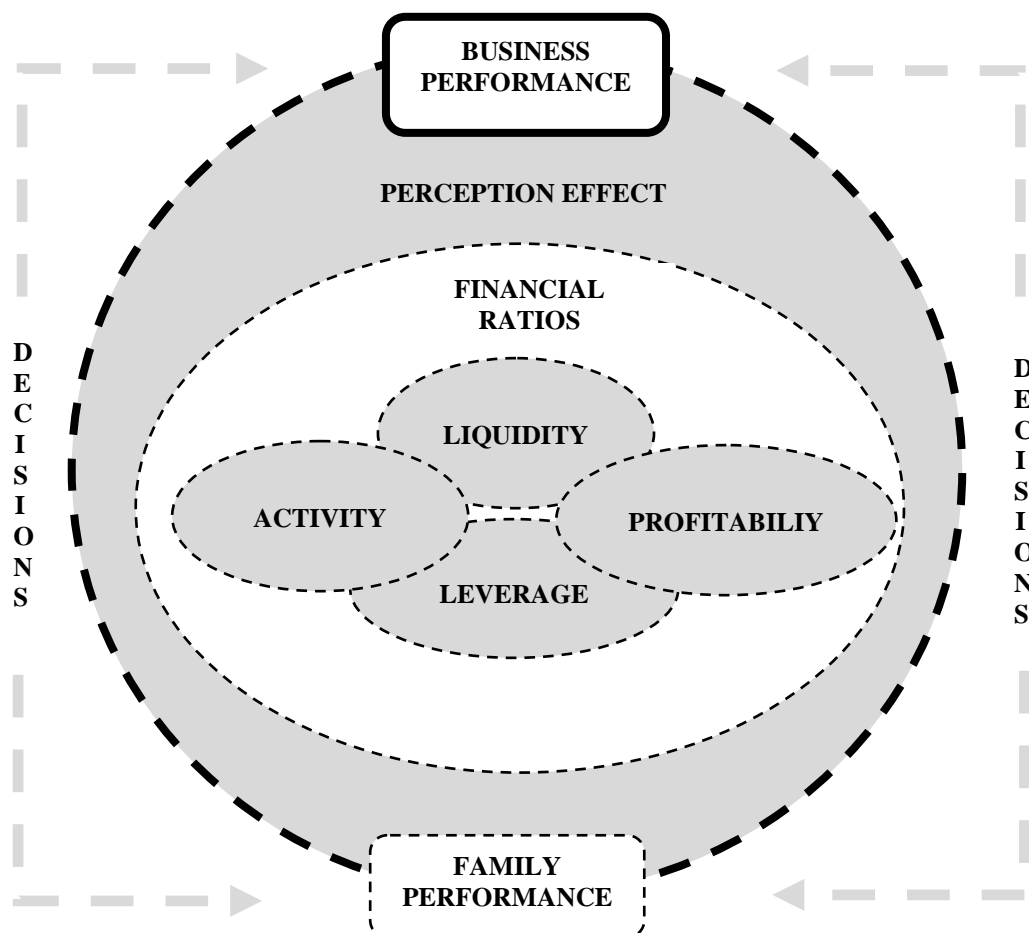 BUSINESS
PERFORMANCE
PERCEPTION EFFECT
FINANCIAL
RATIOS
LIQUIDITY
ACTIVITY
PROFITABILIY
LEVERAGE
FAMILY
PERFORMANCE
D
E
C
I
S
I
O
N
S
D
E
C
I
S
I
O
N
S